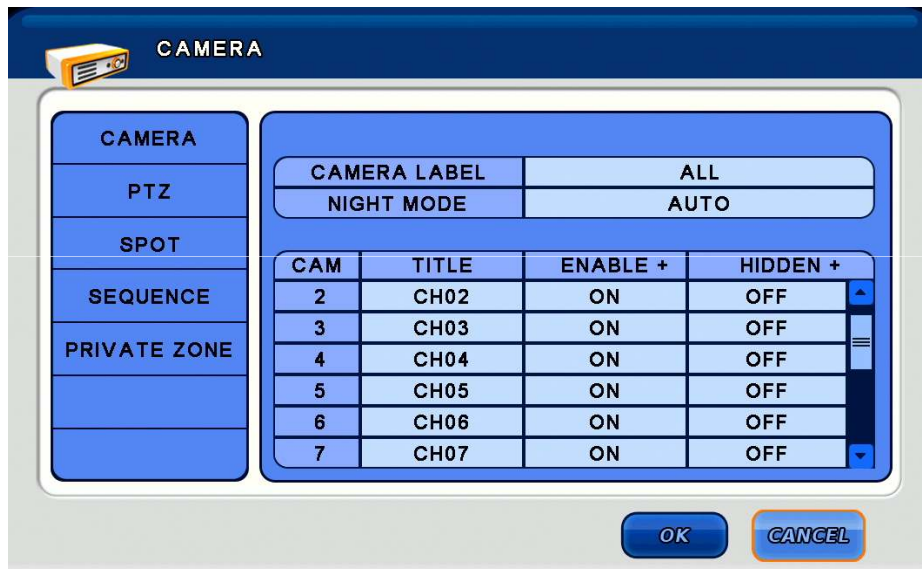 CAMERA
CAMERA
PTZ
SPOT
SEQUENCE
PRIVATE ZONE
CAMERA LABEL ALL
NIGHT MODE AUTO
CAM TITLE ENABLE + HIDDEN +
2 CH02 ON OFF
3 CH03 ON OFF
4 CH04 ON OFF
5 CH05 ON OFF
6 CH06 ON OFF
7 CH07 ON OFF
OK CANCEL